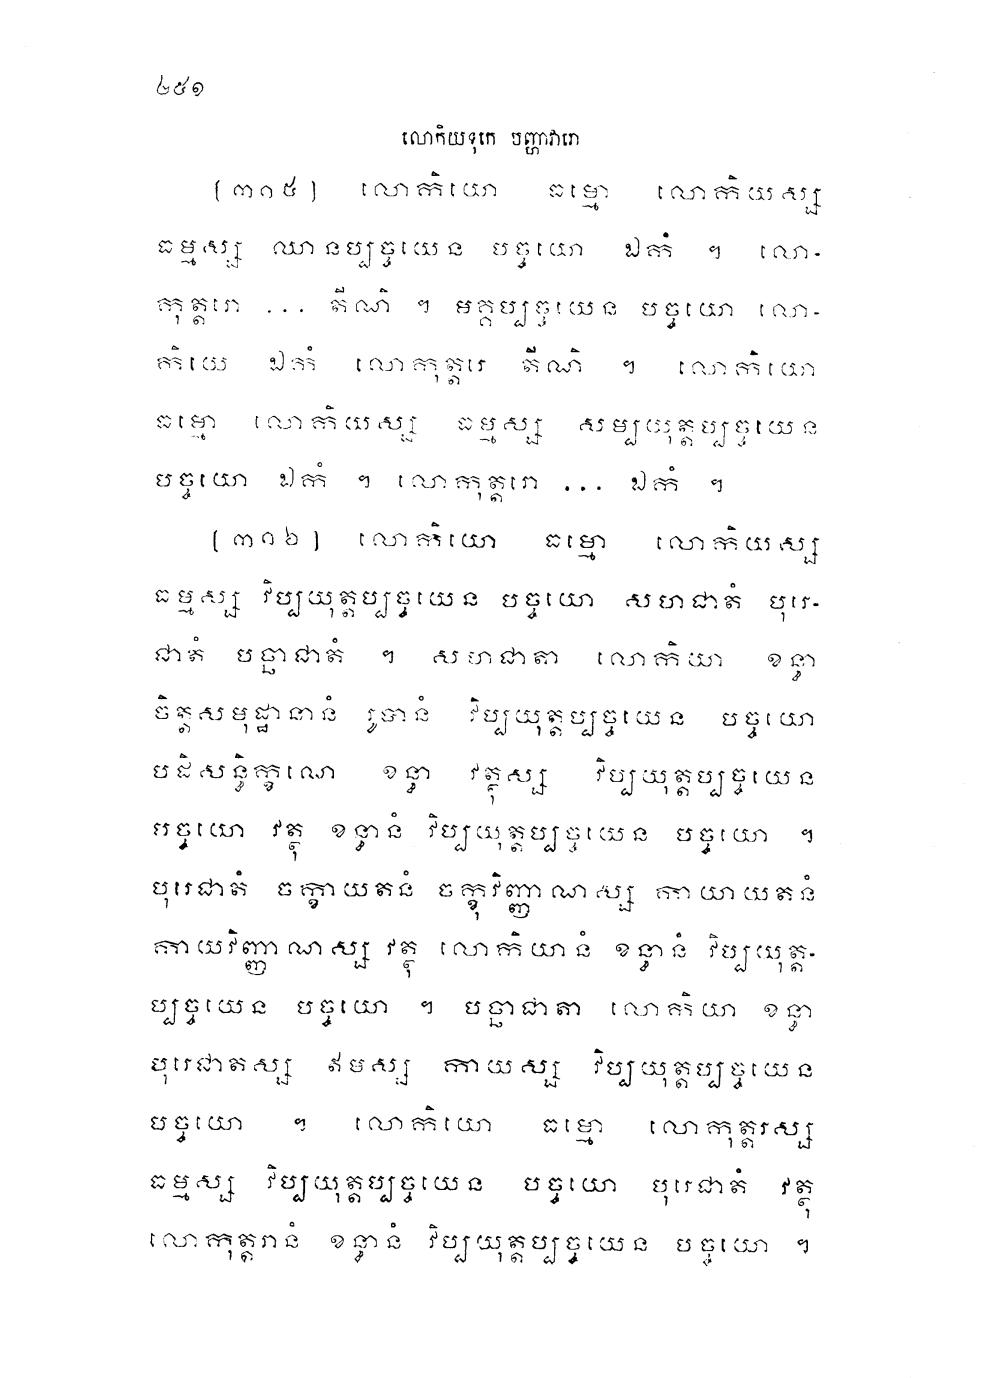 ២៥១
លោកិយទុកេ បញ្ហាវារោ
(៣១៥) លោកិយោ ធម្មោ លោកិយស្ស
ធម្មស្ស ឈានប្បច្ចយេន បច្ចយោ ឯកំ ។ លោ-
កុត្តរោ ... តីណិ ។ មគ្គប្បច្ចយេន បច្ចយោ លោ-
កិយេ ឯកំ លោកុត្តរេ តីណិ ។ លោកិយោ
ធម្មោ លោកិយស្ស ធម្មស្ស សម្បយុត្តប្បច្ចយេន
បច្ចយោ ឯកំ ។ លោកុត្តរោ ... ឯកំ ។
(៣១៦) លោកិយោ ធម្មោ លោកិយស្ស
ធម្មស្ស វិប្បយុត្តប្បច្ចយេន បច្ចយោ សហជាតំ បុរេ-
ជាតំ បច្ឆាជាតំ ។ សហជាតា លោកិយា ខន្ធា
ចិត្តសមុដ្ឋានានំ រូបានំ វិប្បយុត្តប្បច្ចយេន បច្ចយោ
បដិសន្ធិក្ខណេ ខន្ធា វត្ថុស្ស វិប្បយុត្តប្បច្ចយេន
បច្ចយោ វត្ថុ ខន្ធានំ វិប្បយុត្តប្បច្ចយេន បច្ចយោ ។
បុរេជាតំ ចក្ខាយតនំ ចក្ខុវិញ្ញាណស្ស កាយាយតនំ
កាយវិញ្ញាណស្ស វត្ថុ លោកិយានំ ខន្ធានំ វិប្បយុត្ត-
ប្បច្ចយេន បច្ចយោ ។ បច្ឆាជាតា លោកិយា ខន្ធា
បុរេជាតស្ស ឥមស្ស កាយស្ស វិប្បយុត្តប្បច្ចយេន
បច្ចយោ ។ លោកិយោ ធម្មោ លោកុត្តរស្ស
ធម្មស្ស វិប្បយុត្តប្បច្ចយេន បច្ចយោ បុរេជាតំ វត្ថុ
លោកុត្តរានំ ខន្ធានំ វិប្បយុត្តប្បច្ចយេន បច្ចយោ ។